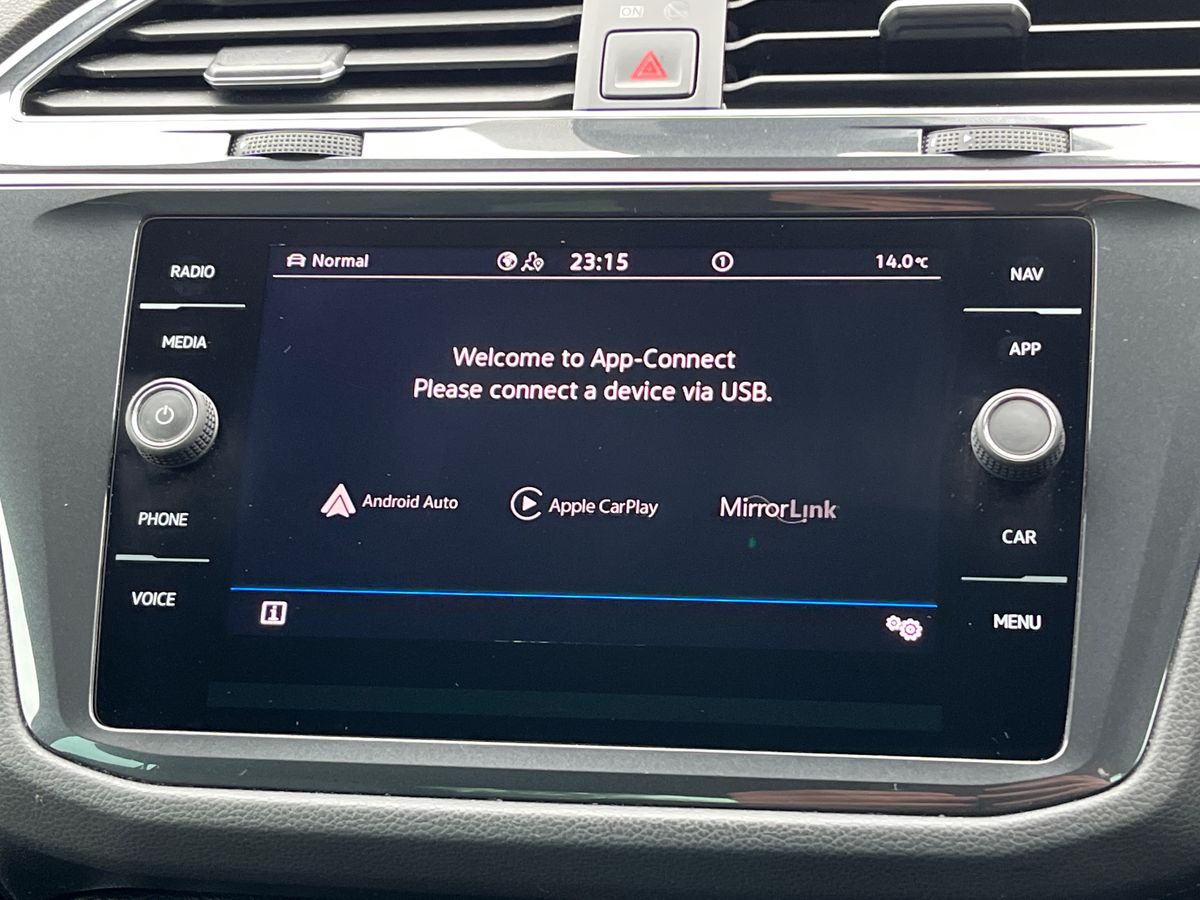 ON
RADIO
MEDIA
PHONE
VOICE
Normal
23:15
1
14.0°C
Welcome to App-Connect
Please connect a device via USB.
Android Auto
Apple CarPlay
MirrorLink
i
NAV
APP
CAR
MENU